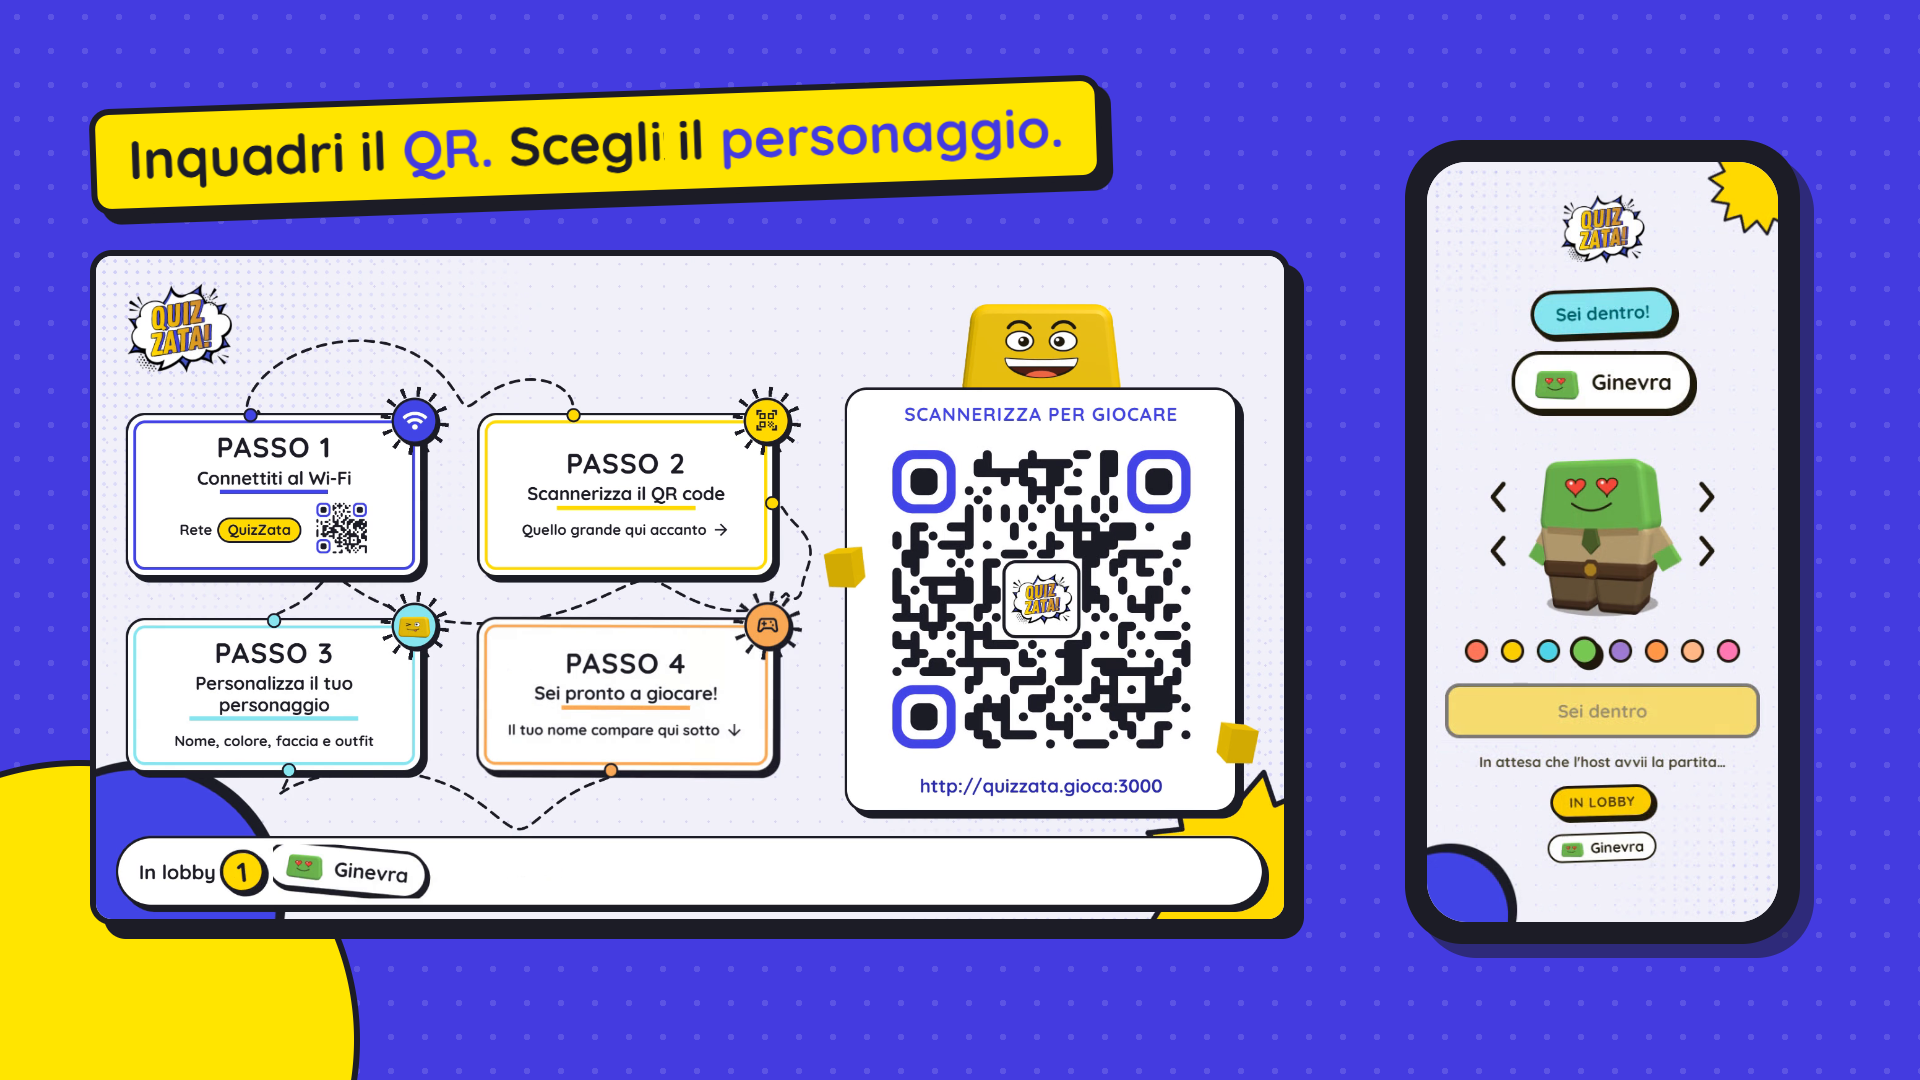 Inquadri il QR. Scegli il personaggio.
QUIZ
ZATA!
PASSO 1
Connettiti al Wi-Fi
Rete QuizZata
PASSO 2
Scannerizza il QR code
Quello grande qui accanto →
PASSO 3
Personalizza il tuo
personaggio
Nome, colore, faccia e outfit
PASSO 4
Sei pronto a giocare!
Il tuo nome compare qui sotto ↓
SCANNERIZZA PER GIOCARE
QUIZ
ZATA!
http://quizzata.gioca:3000
In lobby 1 Ginevra
QUIZ
ZATA!
Sei dentro!
Ginevra
Sei dentro
In attesa che l'host avvii la partita...
IN LOBBY
Ginevra